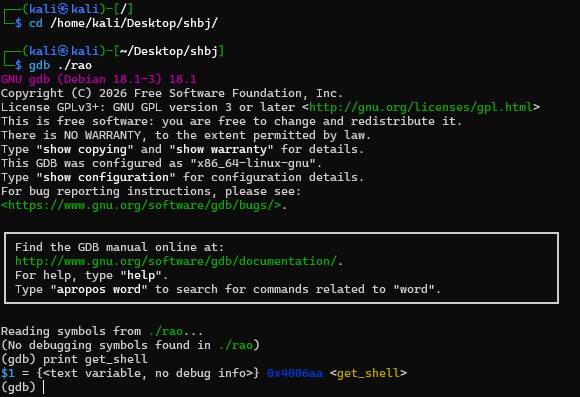 ┌──(kali㉿kali)-[/]
└─$ cd /home/kali/Desktop/shbj/
┌──(kali㉿kali)-[~/Desktop/shbj]
└─$ gdb ./rao
GNU gdb (Debian 18.1-3) 18.1
Copyright (C) 2026 Free Software Foundation, Inc.
License GPLv3+: GNU GPL version 3 or later <http://gnu.org/licenses/gpl.html>
This is free software: you are free to change and redistribute it.
There is NO WARRANTY, to the extent permitted by law.
Type "show copying" and "show warranty" for details.
This GDB was configured as "x86_64-linux-gnu".
Type "show configuration" for configuration details.
For bug reporting instructions, please see:
<https://www.gnu.org/software/gdb/bugs/>.
Find the GDB manual online at:
http://www.gnu.org/software/gdb/documentation/.
For help, type "help".
Type "apropos word" to search for commands related to "word".
Reading symbols from ./rao...
(No debugging symbols found in ./rao)
(gdb) print get_shell
$1 = {<text variable, no debug info>} 0x4006aa <get_shell>
(gdb)